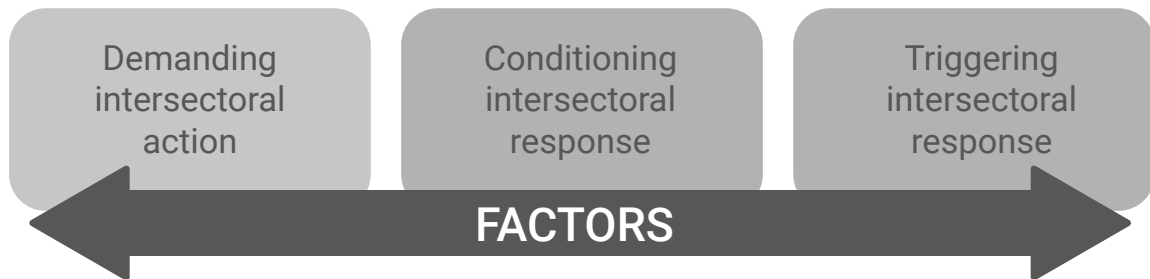 Demanding
intersectoral
action
Conditioning
intersectoral
response
Triggering
intersectoral
response
FACTORS